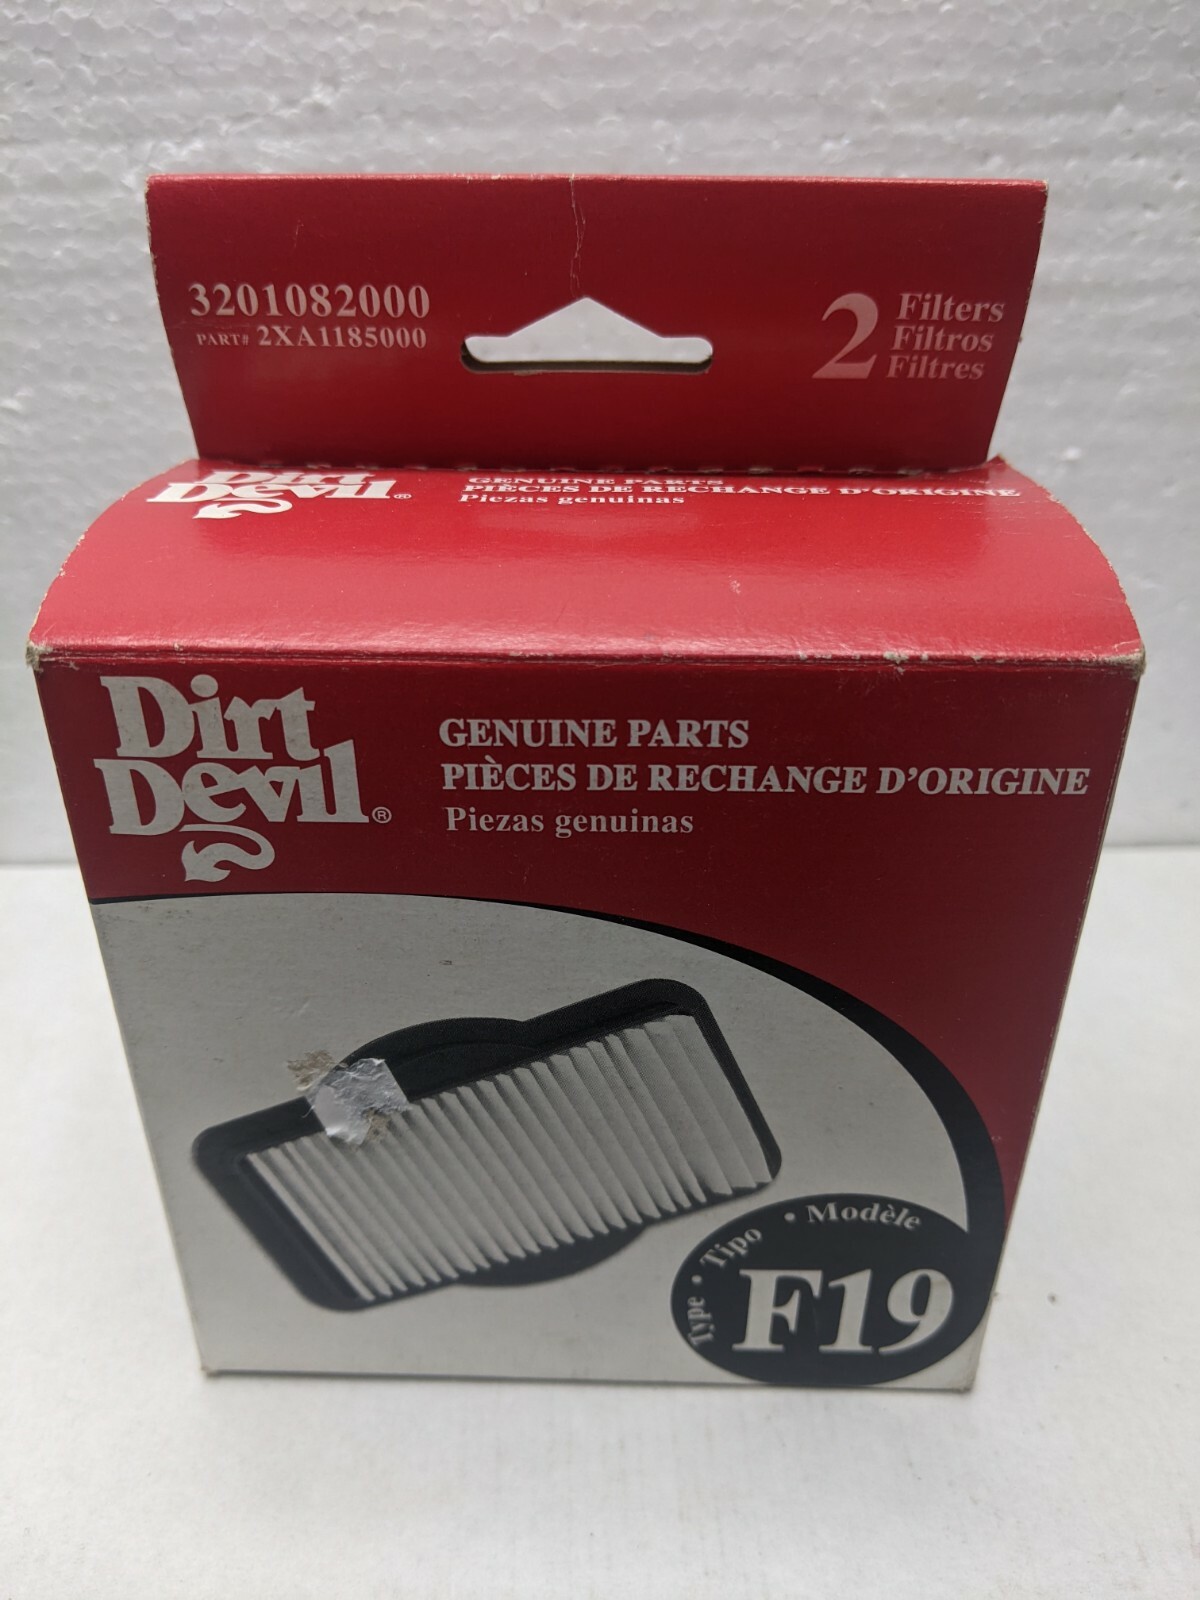 3201082000
PART# 2XA1185000
2 Filters
Filtros
Filtres
Dirt
Devil®
GENUINE PARTS
PIÈCES DE RECHANGE D'ORIGINE
Piezas genuinas
Dirt
Devil®
GENUINE PARTS
PIÈCES DE RECHANGE D'ORIGINE
Piezas genuinas
Type • Tipo • Modèle
F19